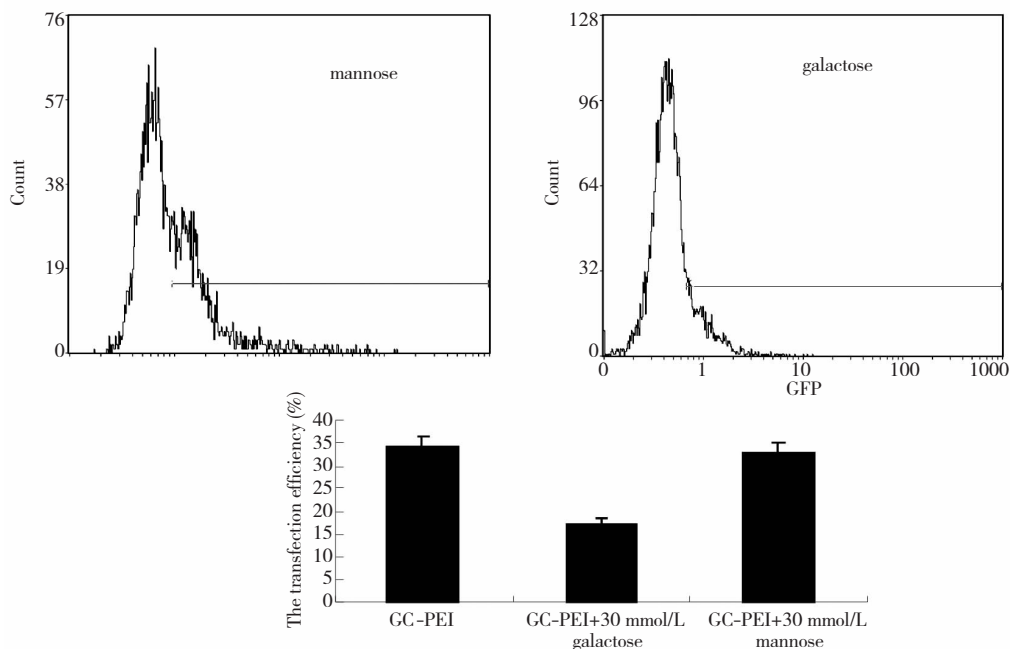 76
57
38
19
0
Count
mannose
128
96
64
32
0
Count
galactose
0
1
10
100
1000
GFP
The transfection efficiency (%)
40
35
30
25
20
15
10
5
0
GC-PEI
GC-PEI+30 mmol/L
galactose
GC-PEI+30 mmol/L
mannose